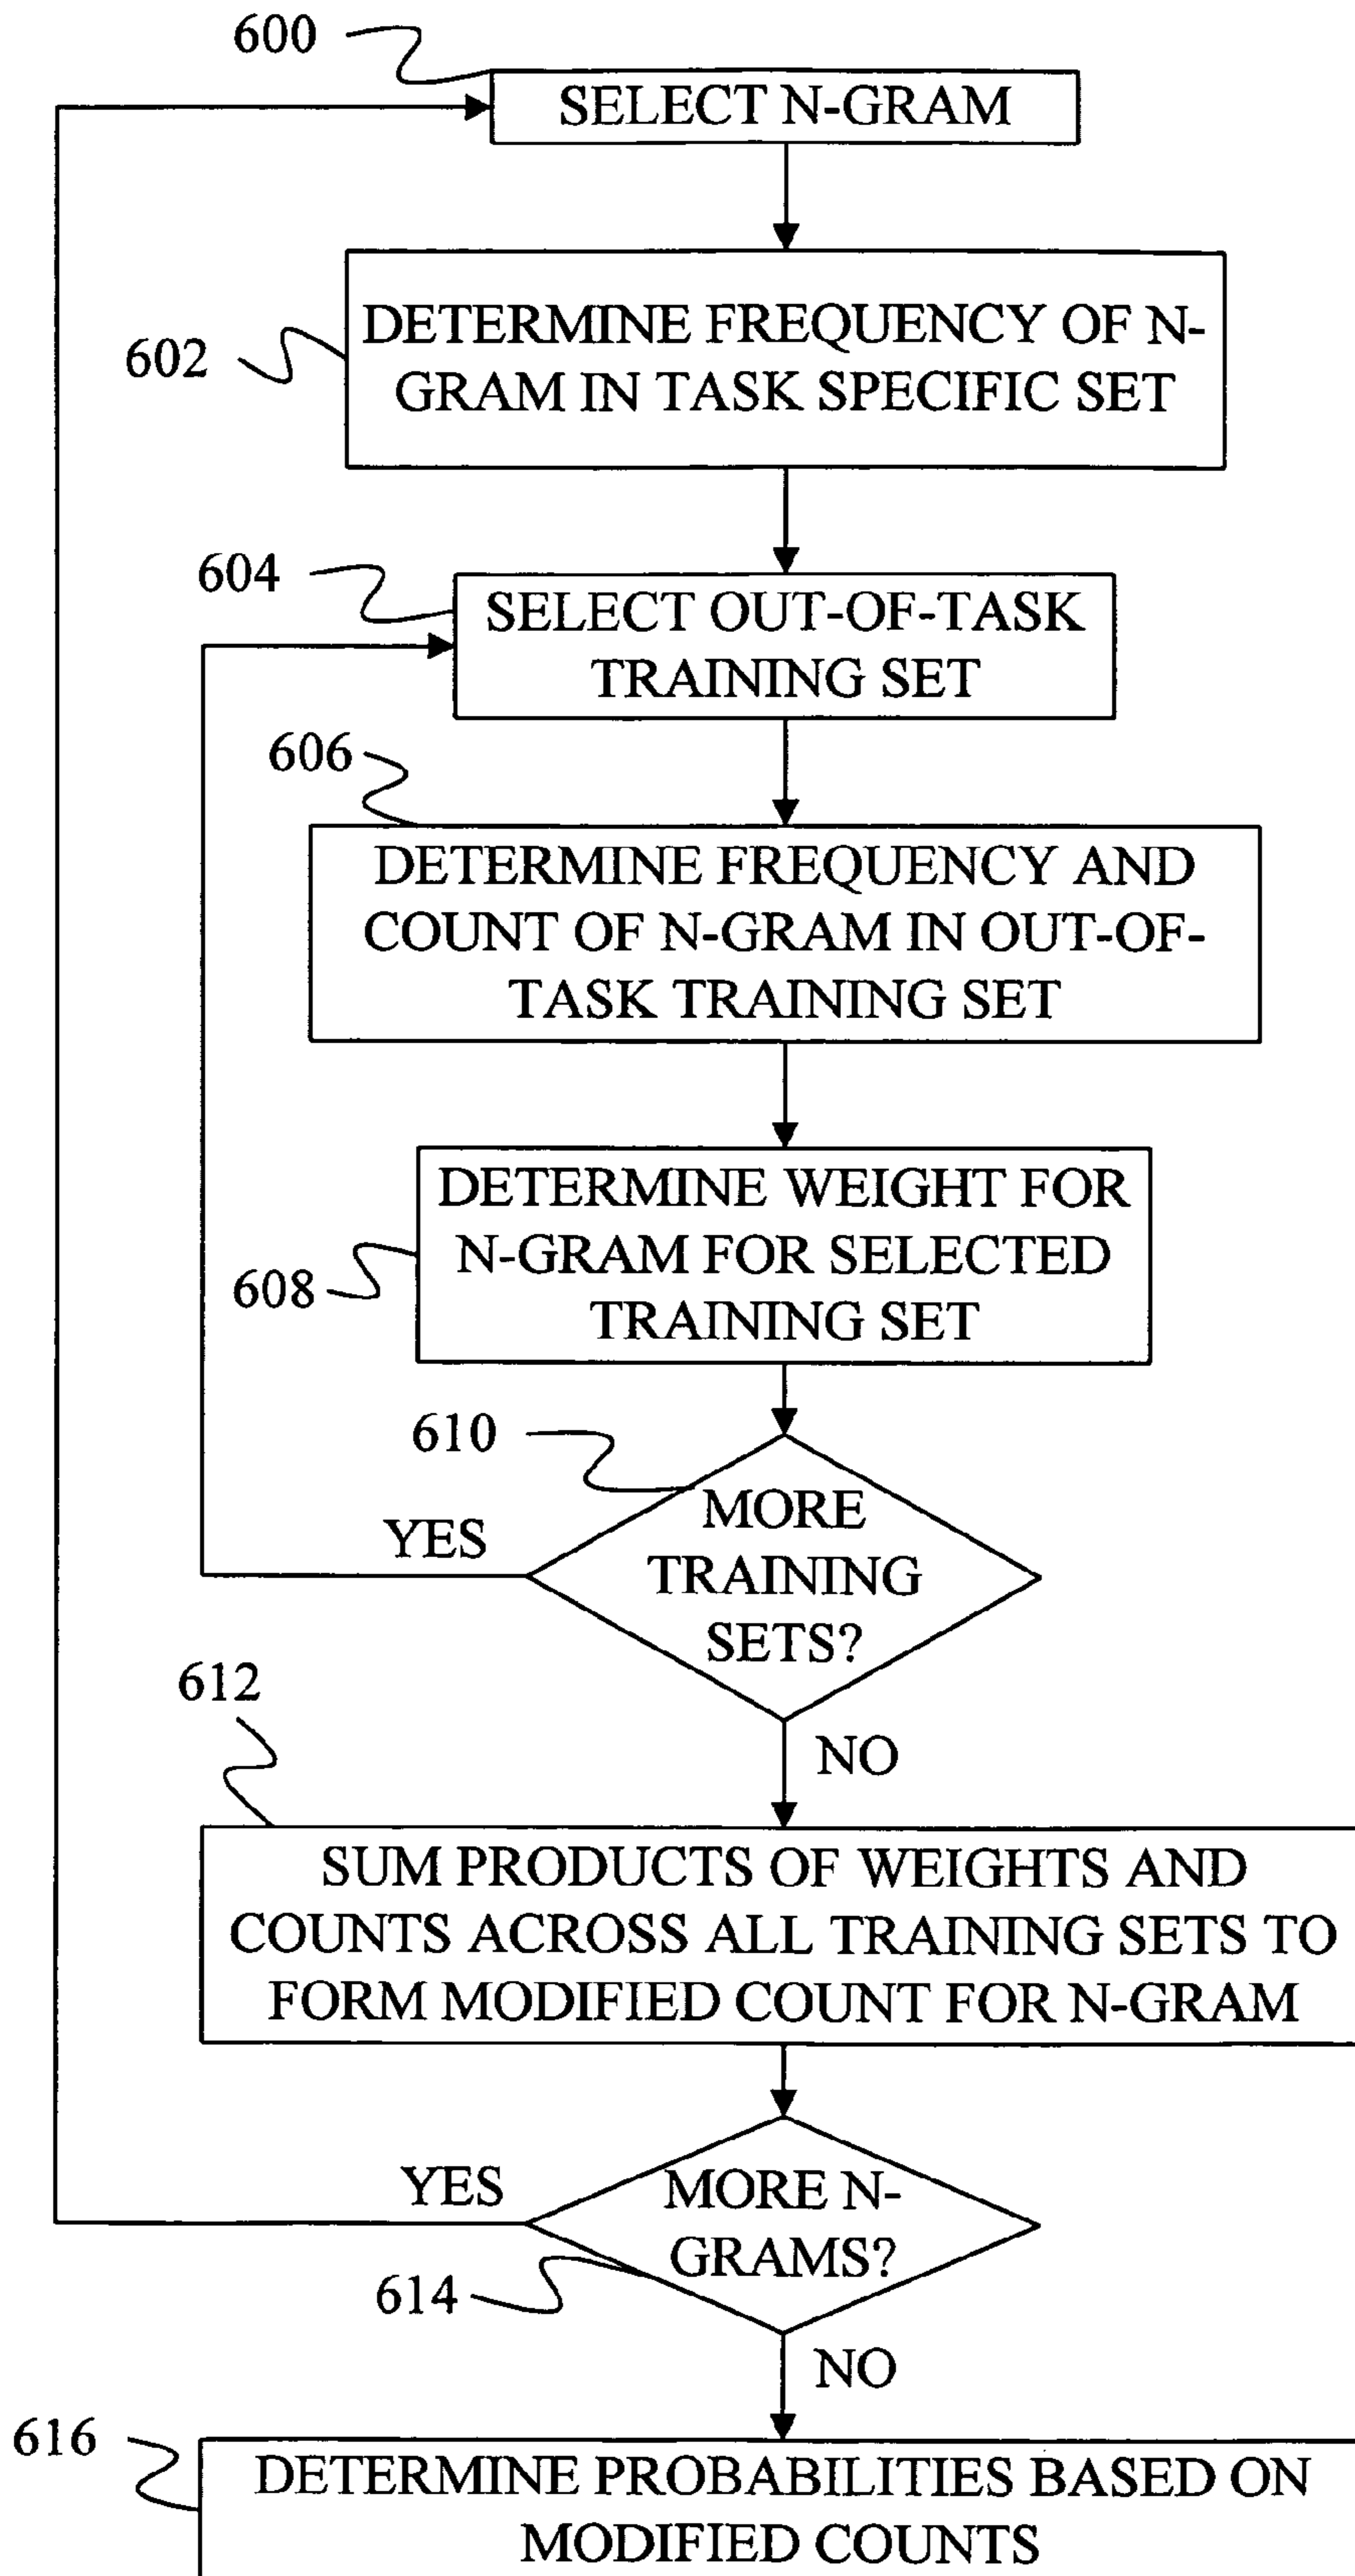 600
SELECT N-GRAM
602
DETERMINE FREQUENCY OF N-
GRAM IN TASK SPECIFIC SET
604
SELECT OUT-OF-TASK
TRAINING SET
606
DETERMINE FREQUENCY AND
COUNT OF N-GRAM IN OUT-OF-
TASK TRAINING SET
608
DETERMINE WEIGHT FOR
N-GRAM FOR SELECTED
TRAINING SET
610
MORE
TRAINING
SETS?
YES
NO
612
SUM PRODUCTS OF WEIGHTS AND
COUNTS ACROSS ALL TRAINING SETS TO
FORM MODIFIED COUNT FOR N-GRAM
YES
MORE N-
GRAMS?
614
NO
616
DETERMINE PROBABILITIES BASED ON
MODIFIED COUNTS